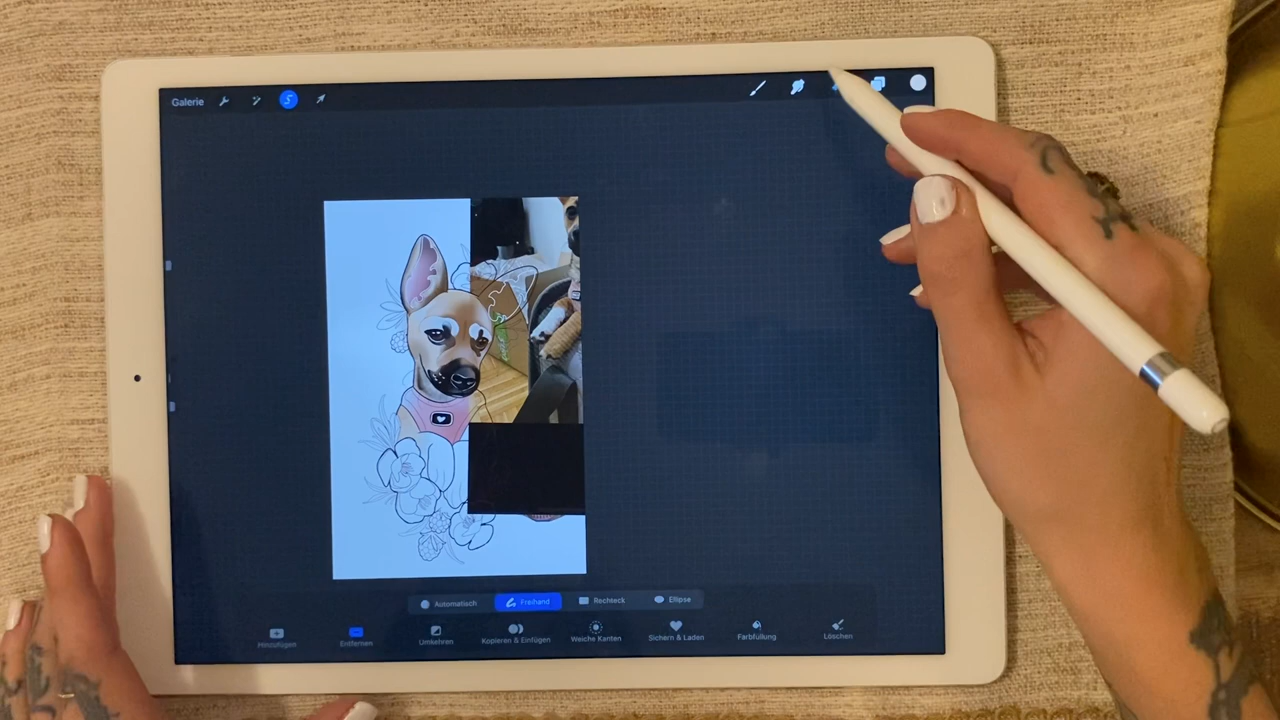 Galerie
Automatisch Freihand Rechteck Ellipse
Hinzufügen Entfernen Umkehren Kopieren & Einfügen Weiche Kanten Sichern & Laden Farbfüllung Löschen